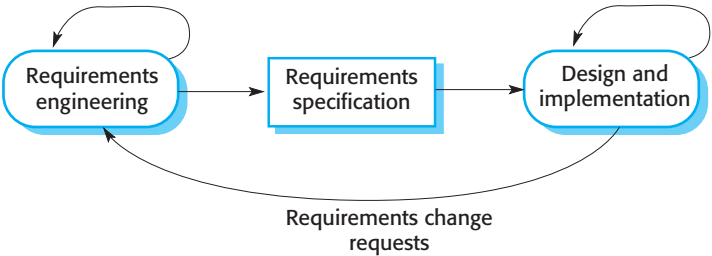 Requirements
engineering
Requirements
specification
Design and
implementation
Requirements change
requests